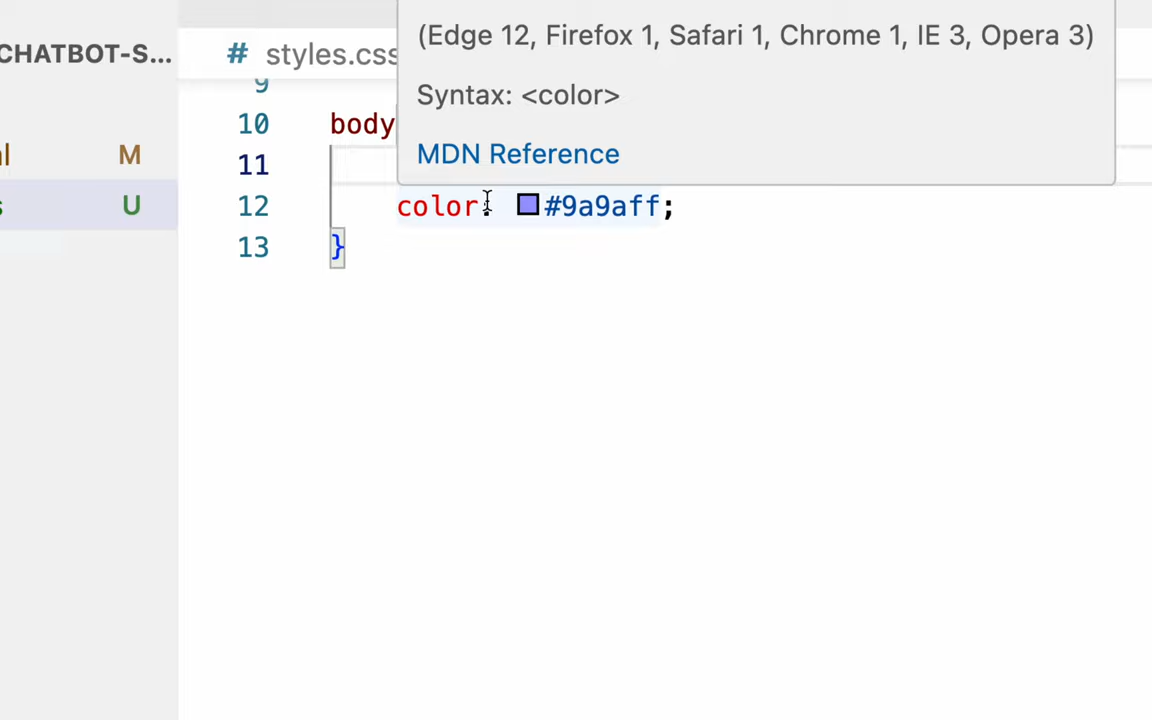 CHATBOT-S...
# styles.css
(Edge 12, Firefox 1, Safari 1, Chrome 1, IE 3, Opera 3)
Syntax: <color>
MDN Reference
M
U
9
10 body
11
12 color: #9a9aff;
13 }